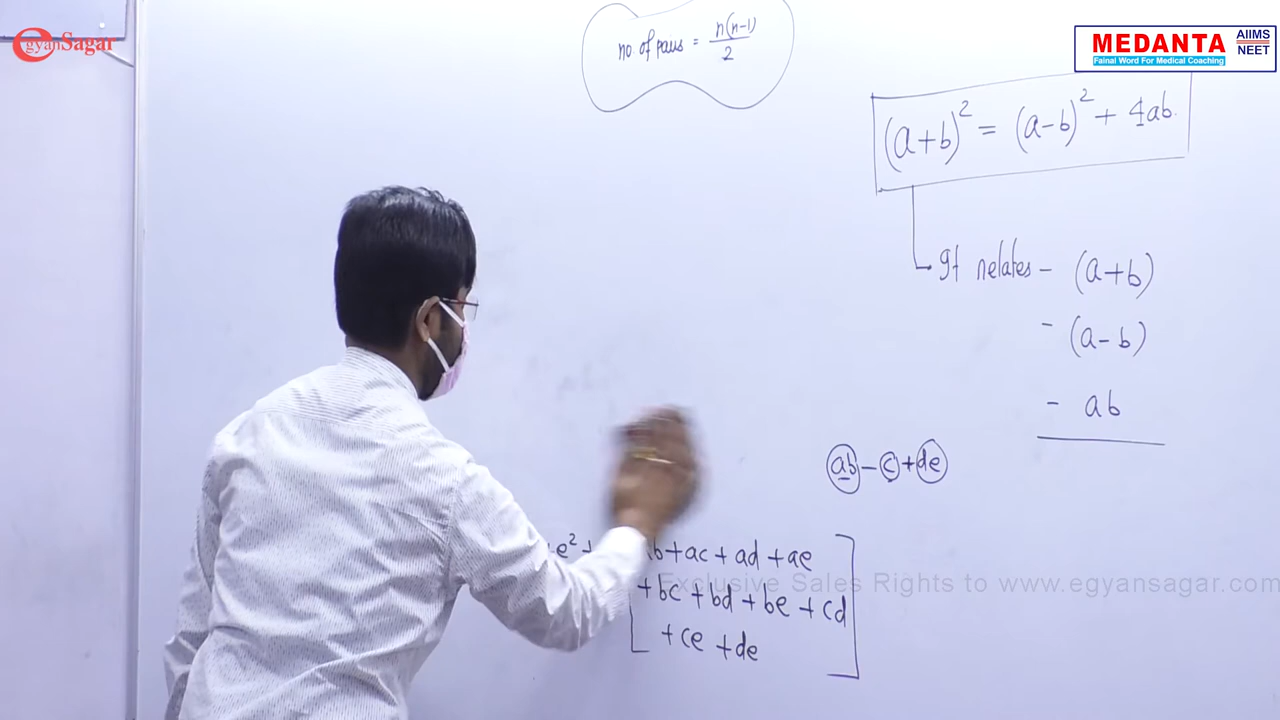 egyanSagar
no. of pairs = n(n-1)/2
MEDANTA AIIMS NEET
Fainal Word For Medical Coaching
(a+b)² = (a-b)² + 4ab.
It relates - (a+b)
- (a-b)
- ab
ab - c + de
e² + b + ac + ad + ae
+ bc + bd + be + cd
+ ce + de
Exclusive Sales Rights to www.egyansagar.com